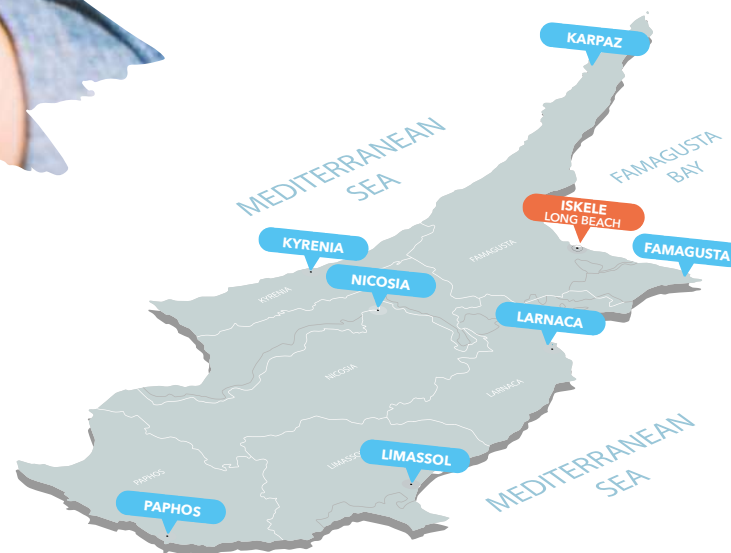 KARPAZ
MEDITERRANEAN
SEA
FAMAGUSTA
BAY
ISKELE
LONG BEACH
KYRENIA
FAMAGUSTA
FAMAGUSTA
NICOSIA
KYRENIA
LARNACA
NICOSIA
LARNACA
MEDITERRANEAN
SEA
LIMASSOL
PAPHOS
PAPHOS